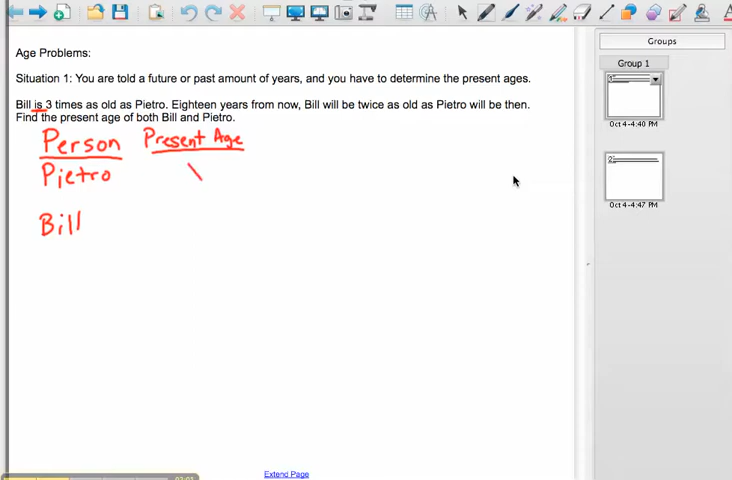 Age Problems:
Situation 1: You are told a future or past amount of years, and you have to determine the present ages.
Bill is 3 times as old as Pietro. Eighteen years from now, Bill will be twice as old as Pietro will be then.
Find the present age of both Bill and Pietro.
Person Present Age
Pietro
Bill
Extend Page
Groups
Group 1
Oct 4-4:40 PM
Oct 4-4:47 PM